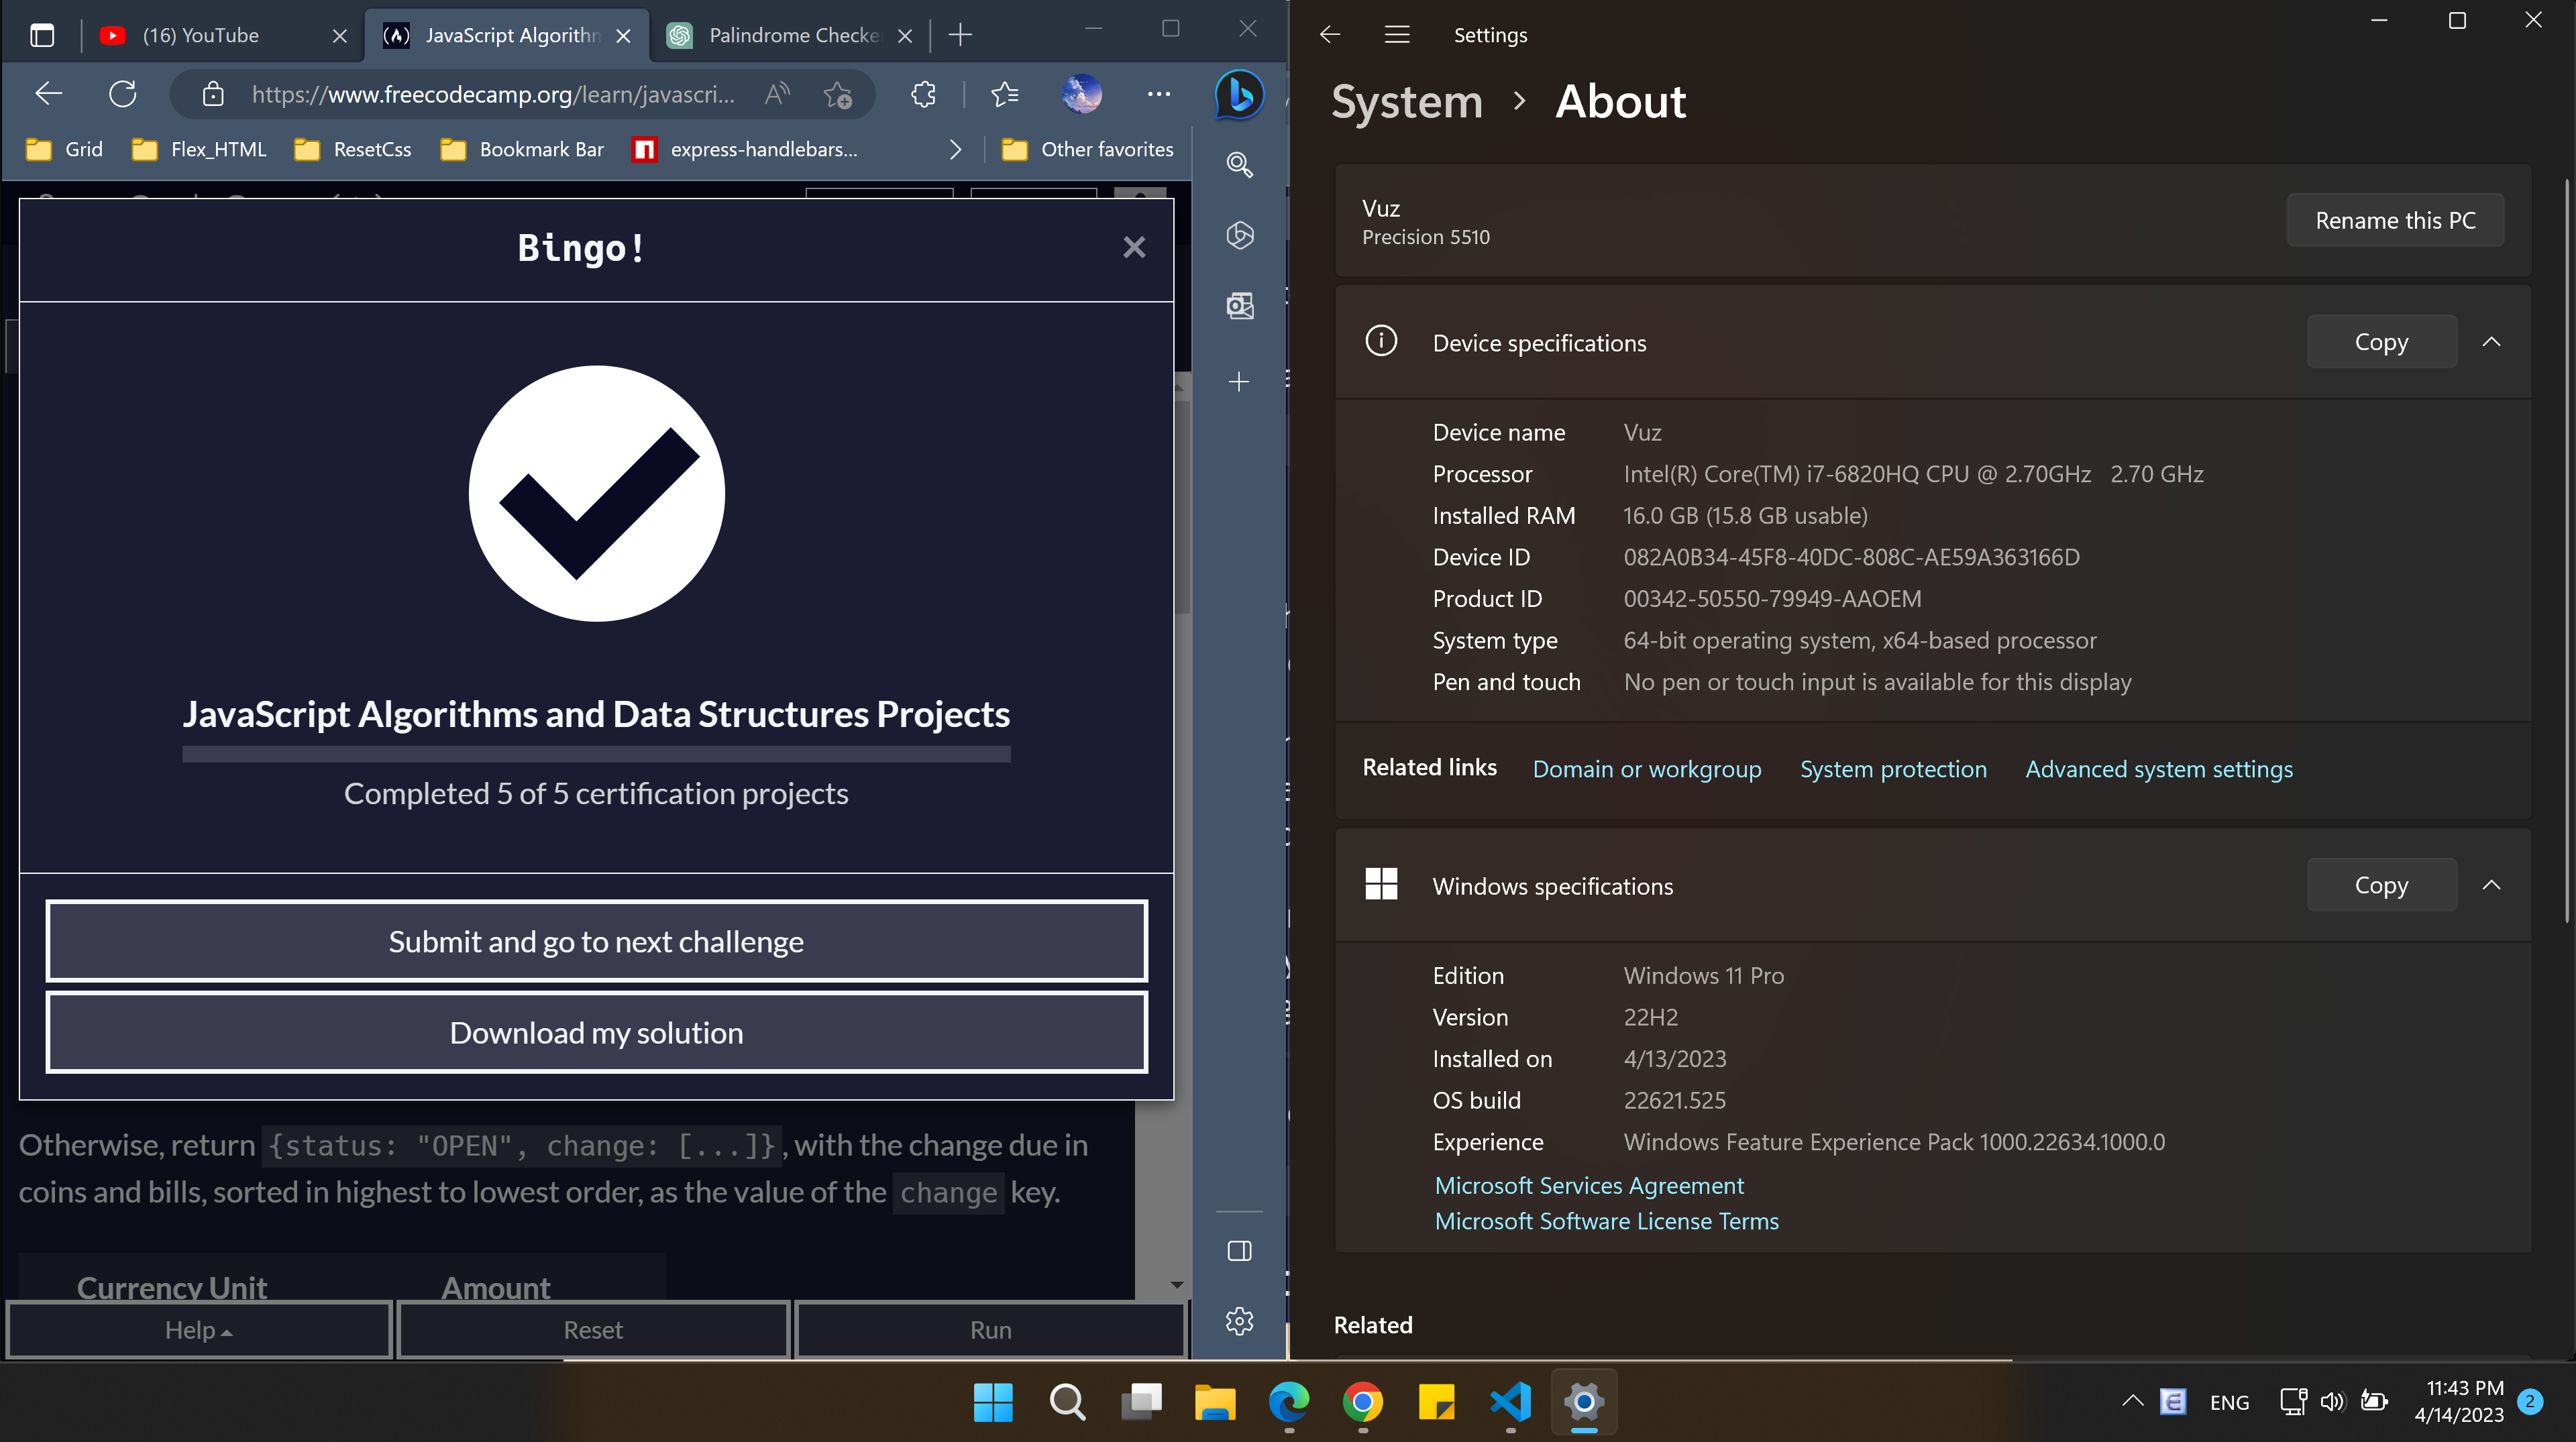 (16) YouTube
JavaScript Algorithm
Palindrome Checke
https://www.freecodecamp.org/learn/javascri...
Grid
Flex_HTML
ResetCss
Bookmark Bar
express-handlebars...
Other favorites
Bingo!
JavaScript Algorithms and Data Structures Projects
Completed 5 of 5 certification projects
Submit and go to next challenge
Download my solution
Otherwise, return {status: "OPEN", change: [...]}, with the change due in
coins and bills, sorted in highest to lowest order, as the value of the change key.
Currency Unit Amount
Help
Reset
Run
Settings
System > About
Vuz
Precision 5510
Rename this PC
Device specifications
Copy
Device name Vuz
Processor Intel(R) Core(TM) i7-6820HQ CPU @ 2.70GHz 2.70 GHz
Installed RAM 16.0 GB (15.8 GB usable)
Device ID 082A0B34-45F8-40DC-808C-AE59A363166D
Product ID 00342-50550-79949-AAOEM
System type 64-bit operating system, x64-based processor
Pen and touch No pen or touch input is available for this display
Related links Domain or workgroup System protection Advanced system settings
Windows specifications
Copy
Edition Windows 11 Pro
Version 22H2
Installed on 4/13/2023
OS build 22621.525
Experience Windows Feature Experience Pack 1000.22634.1000.0
Microsoft Services Agreement
Microsoft Software License Terms
Related
ENG
11:43 PM
4/14/2023
2